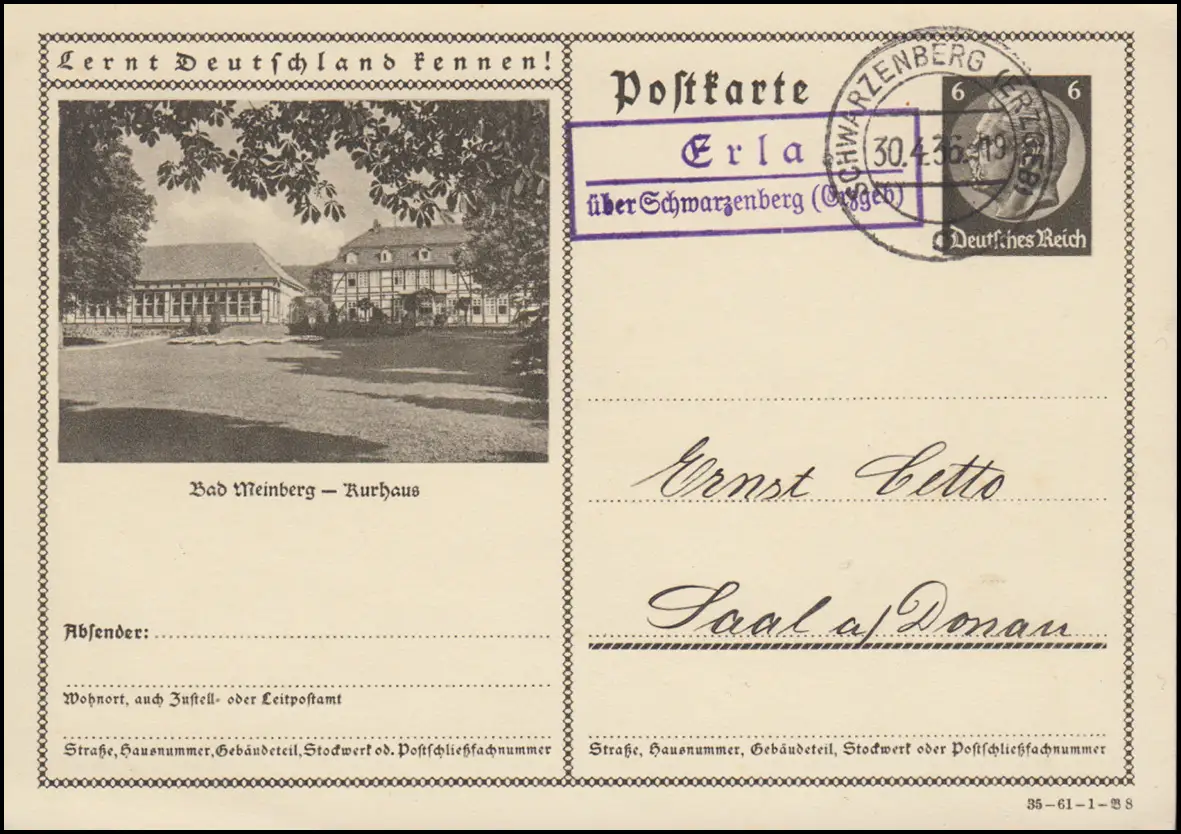 Lernt Deutschland kennen!
Bad Meinberg — Kurhaus
Absender:
Wohnort, auch Zustell- oder Leitpostamt
Straße, Hausnummer, Gebäudeteil, Stockwerk od. Postschließfachnummer
Postkarte
Erla
über Schwarzenberg (Erzgeb)
SCHWARZENBERG (ERZGEB)
30.4.36.-19
6 6
Deutsches Reich
Ernst Cetto
Saal a/Donau
Straße, Hausnummer, Gebäudeteil, Stockwerk oder Postschließfachnummer
35-61-1-B 8